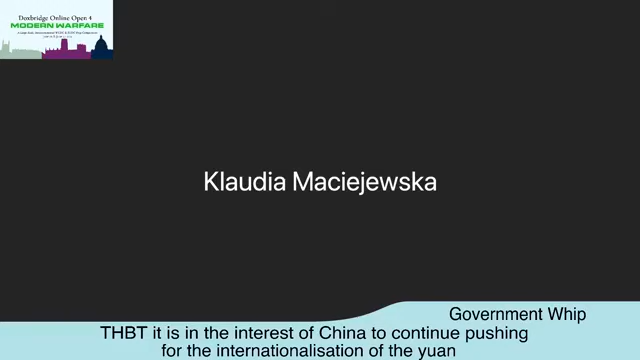 Doxbridge Online Open 4
MODERN WARFARE
Klaudia Maciejewska
Government Whip
THBT it is in the interest of China to continue pushing
for the internationalisation of the yuan